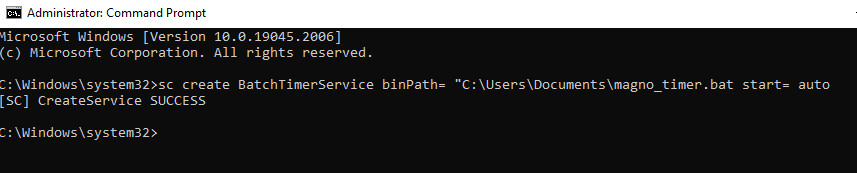 Administrator: Command Prompt
Microsoft Windows [Version 10.0.19045.2006]
(c) Microsoft Corporation. All rights reserved.
C:\Windows\system32>sc create BatchTimerService binPath= "C:\Users\Documents\magno_timer.bat start= auto
[SC] CreateService SUCCESS
C:\Windows\system32>